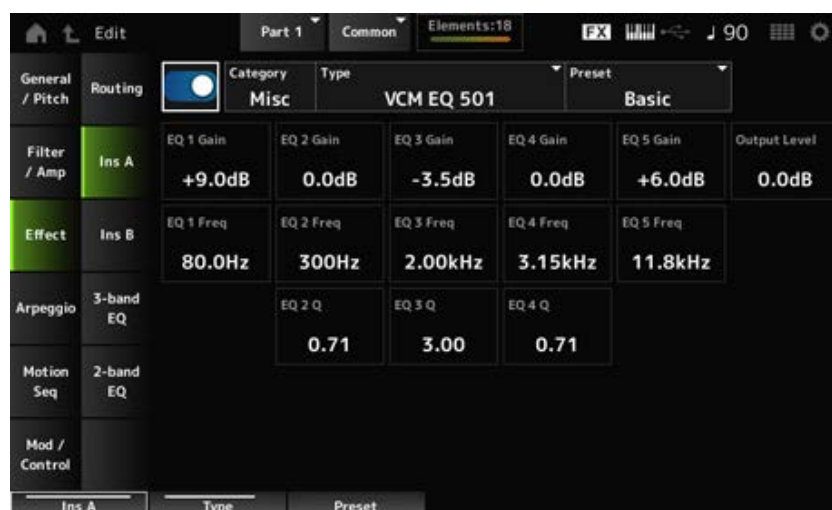 Edit
Part 1
Common
Elements:18
FX
♩ 90
General / Pitch
Filter / Amp
Effect
Arpeggio
Motion Seq
Mod / Control
Routing
Ins A
Ins B
3-band EQ
2-band EQ
Category
Misc
Type
VCM EQ 501
Preset
Basic
EQ 1 Gain
+9.0dB
EQ 2 Gain
0.0dB
EQ 3 Gain
-3.5dB
EQ 4 Gain
0.0dB
EQ 5 Gain
+6.0dB
Output Level
0.0dB
EQ 1 Freq
80.0Hz
EQ 2 Freq
300Hz
EQ 3 Freq
2.00kHz
EQ 4 Freq
3.15kHz
EQ 5 Freq
11.8kHz
EQ 2 Q
0.71
EQ 3 Q
3.00
EQ 4 Q
0.71
Ins A
Type
Preset